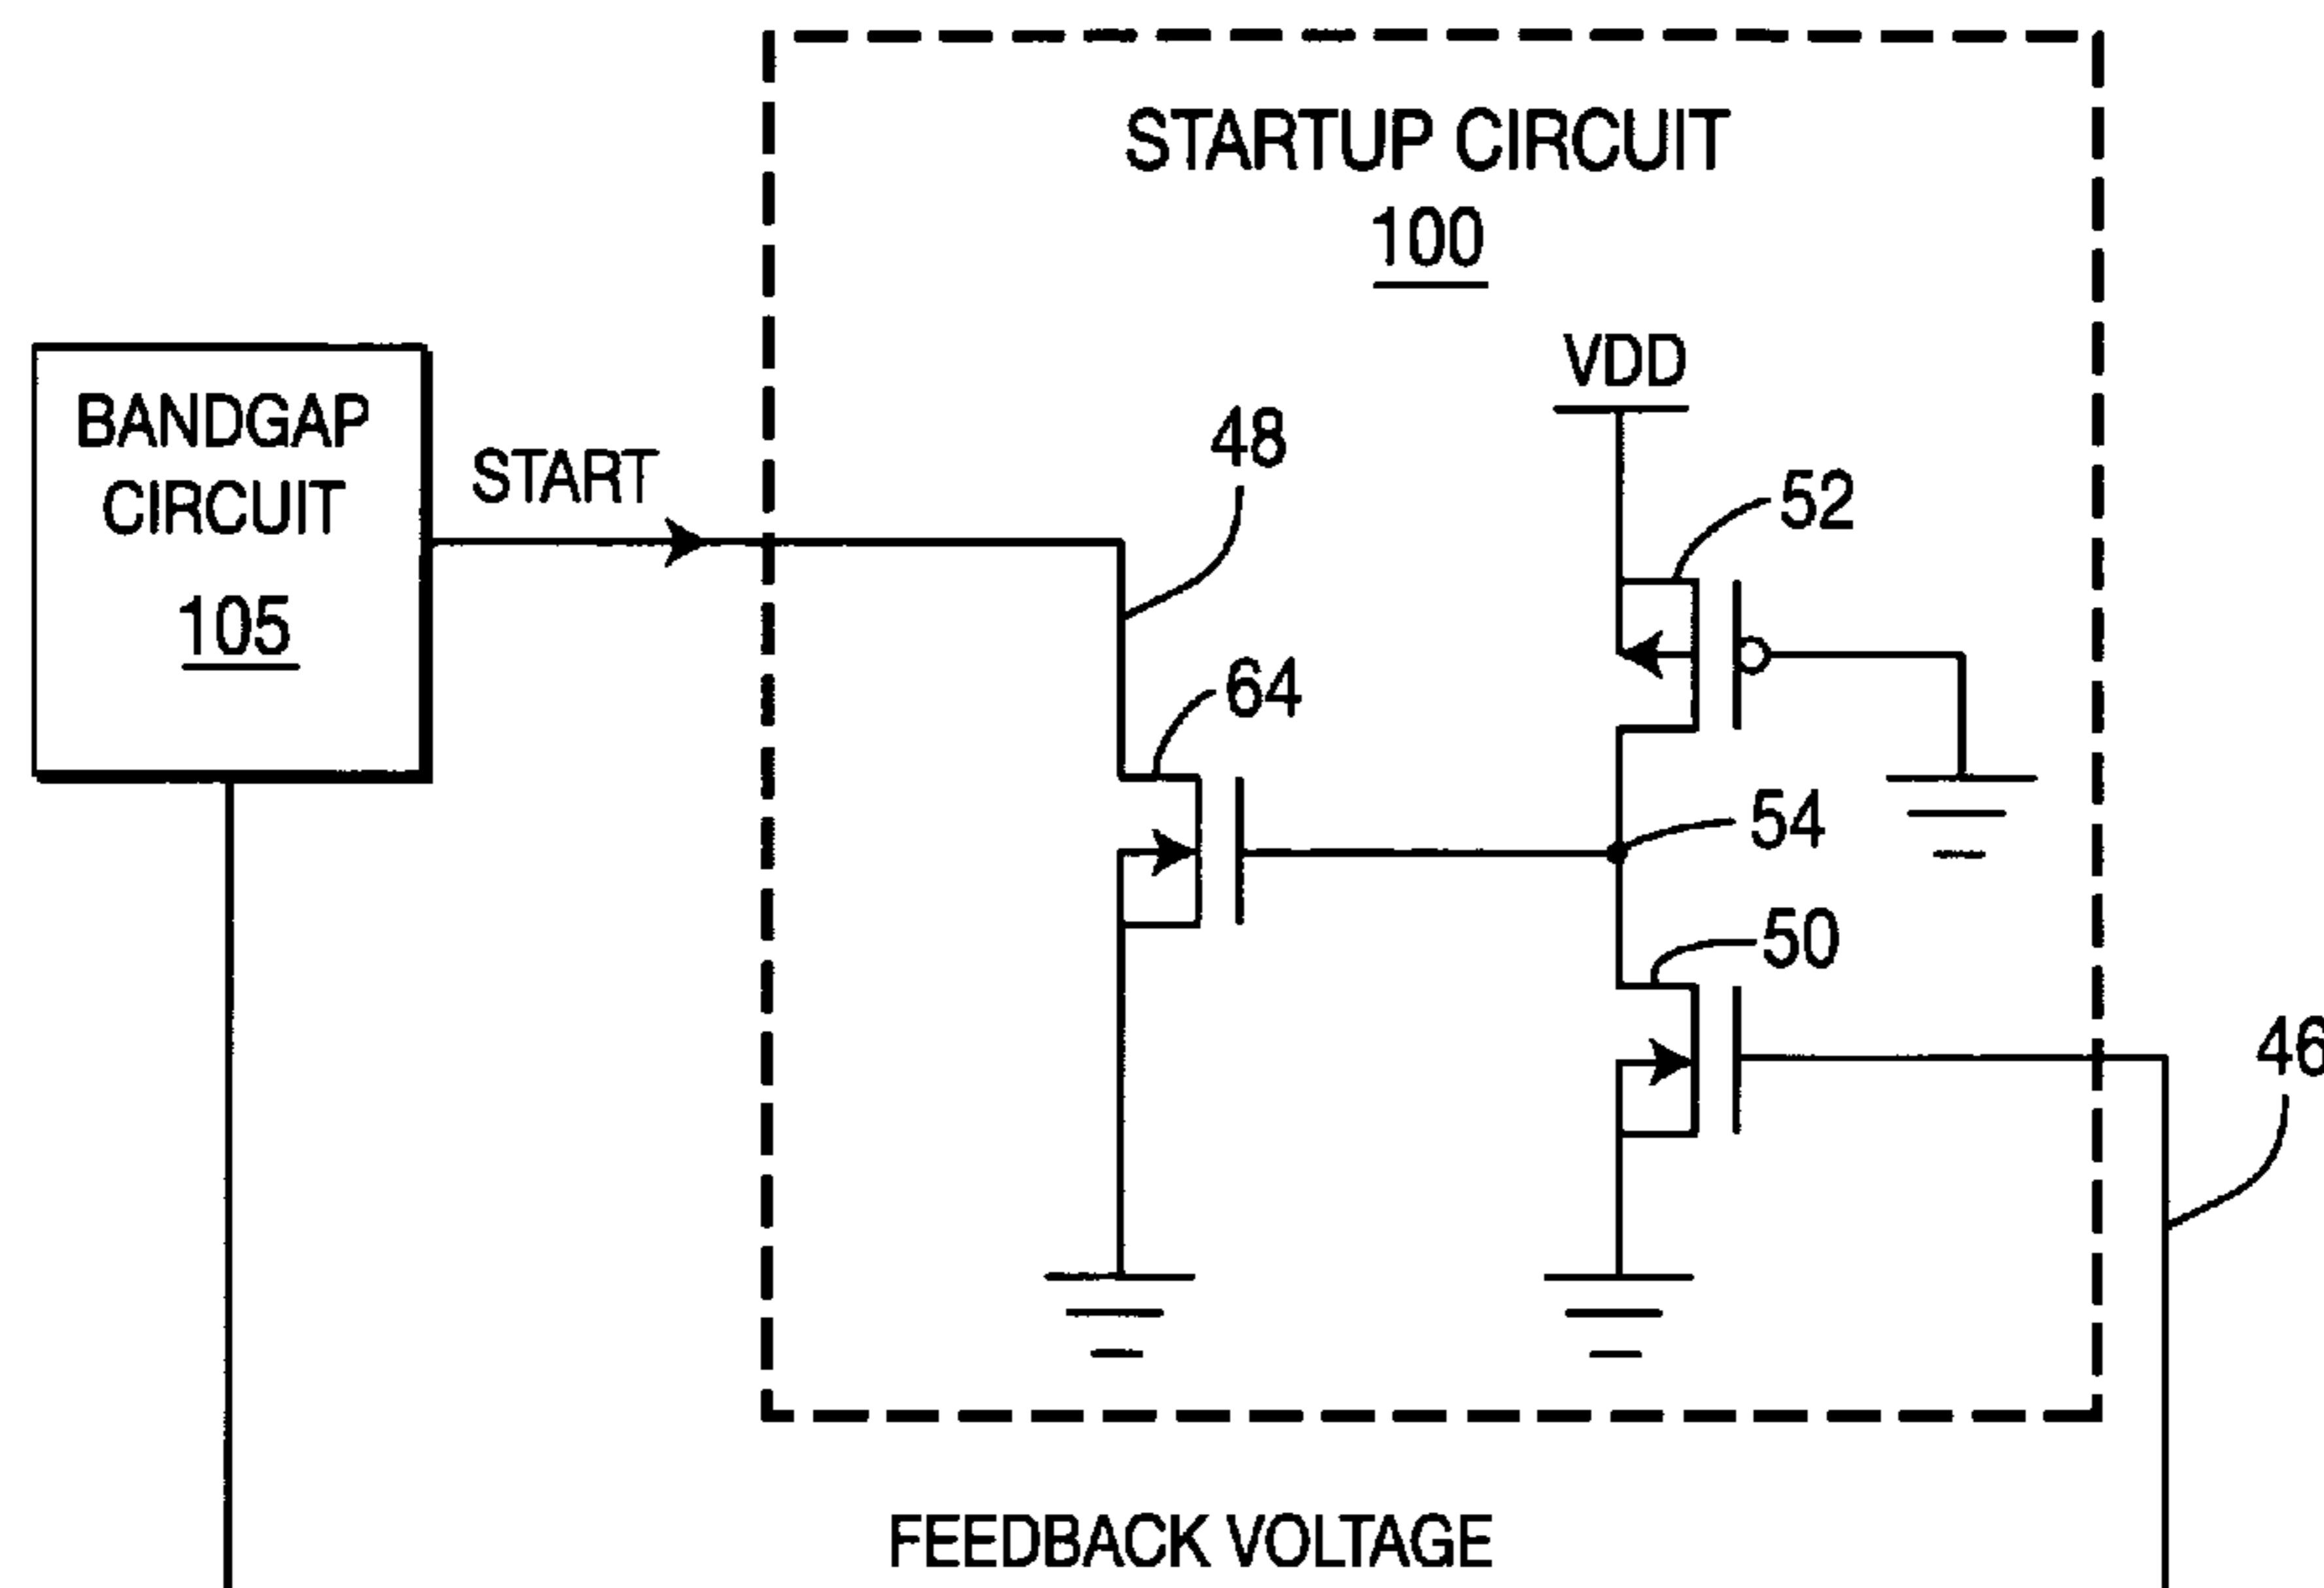 STARTUP CIRCUIT
100
VDD
BANDGAP
CIRCUIT
105
START
48
52
64
54
50
46
FEEDBACK VOLTAGE